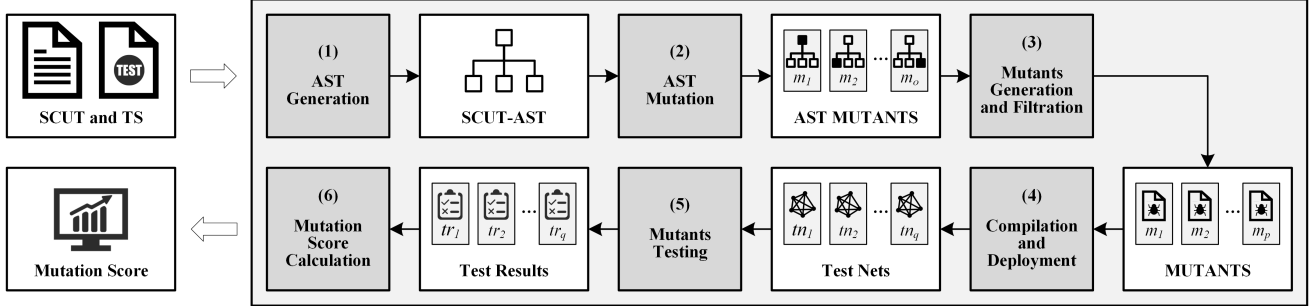 TEST
SCUT and TS
(1)
AST
Generation
SCUT-AST
(2)
AST
Mutation
m1 m2 ... mo
AST MUTANTS
(3)
Mutants
Generation
and Filtration
Mutation Score
(6)
Mutation
Score
Calculation
tr1 tr2 ... trq
Test Results
(5)
Mutants
Testing
tn1 tn2 ... tnq
Test Nets
(4)
Compilation
and
Deployment
m1 m2 ... mp
MUTANTS